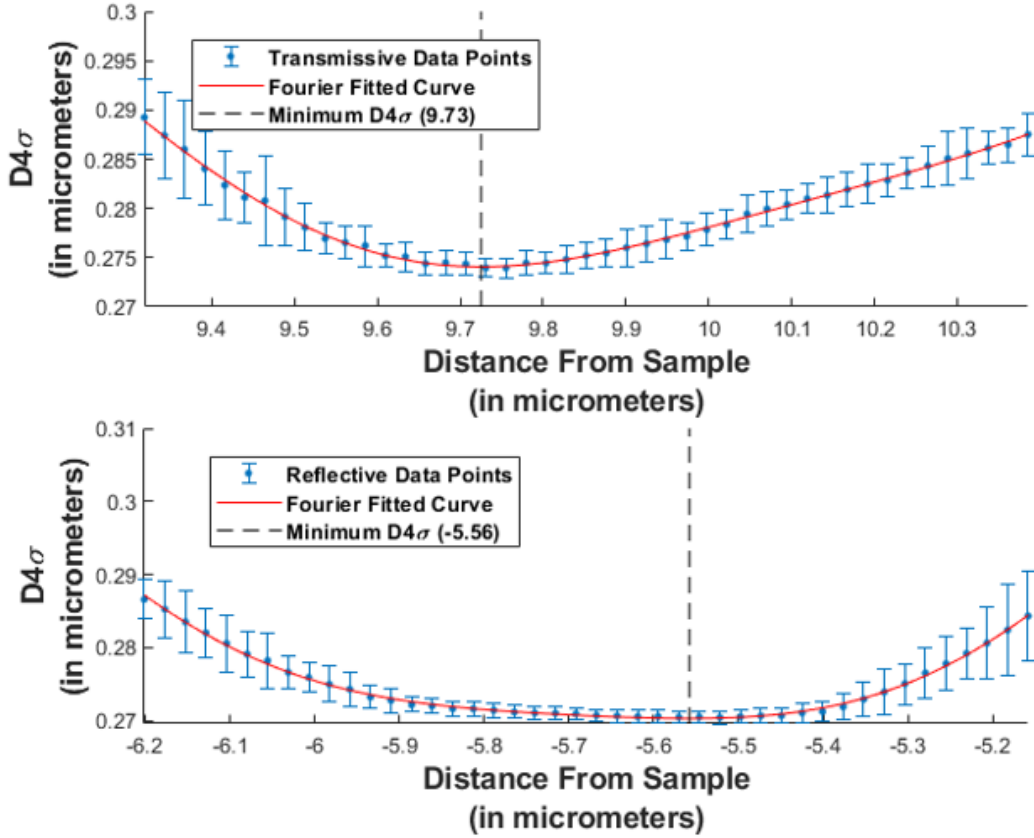 0.3
0.295
0.29
0.285
0.28
0.275
0.27
D4σ
(in micrometers)
Transmissive Data Points
Fourier Fitted Curve
Minimum D4σ (9.73)
9.4 9.5 9.6 9.7 9.8 9.9 10 10.1 10.2 10.3
Distance From Sample
(in micrometers)
0.31
0.3
0.29
0.28
0.27
D4σ
(in micrometers)
Reflective Data Points
Fourier Fitted Curve
Minimum D4σ (-5.56)
-6.2 -6.1 -6 -5.9 -5.8 -5.7 -5.6 -5.5 -5.4 -5.3 -5.2
Distance From Sample
(in micrometers)